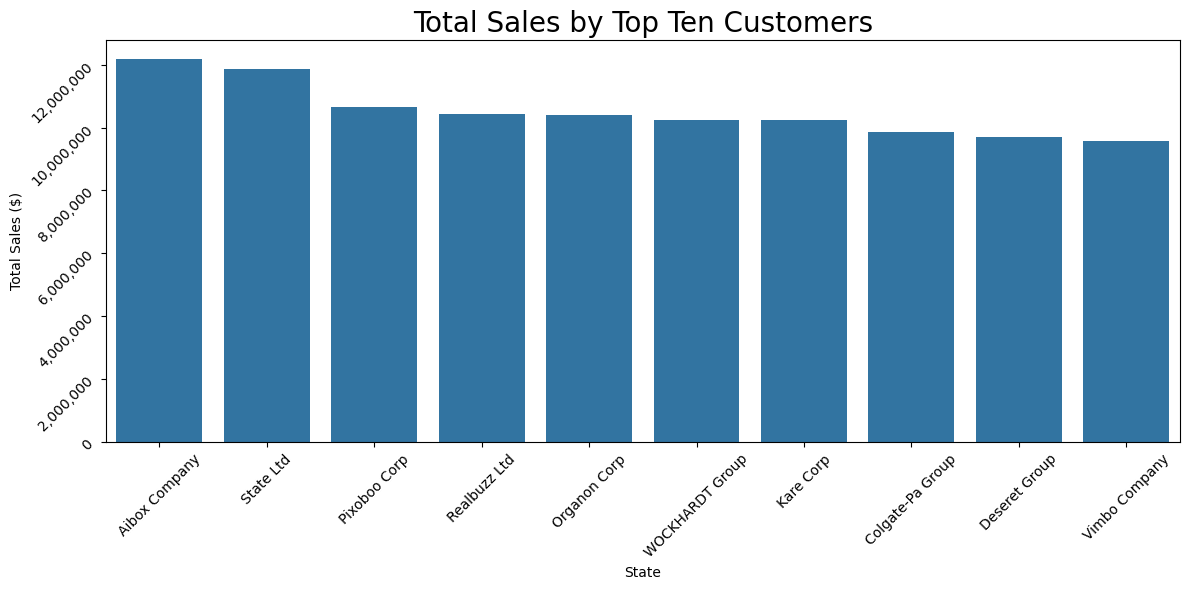 Total Sales by Top Ten Customers
Total Sales ($)
12,000,000
10,000,000
8,000,000
6,000,000
4,000,000
2,000,000
0
Aibox Company
State Ltd
Pixoboo Corp
Realbuzz Ltd
Organon Corp
WOCKHARDT Group
Kare Corp
Colgate-Pa Group
Deseret Group
Vimbo Company
State